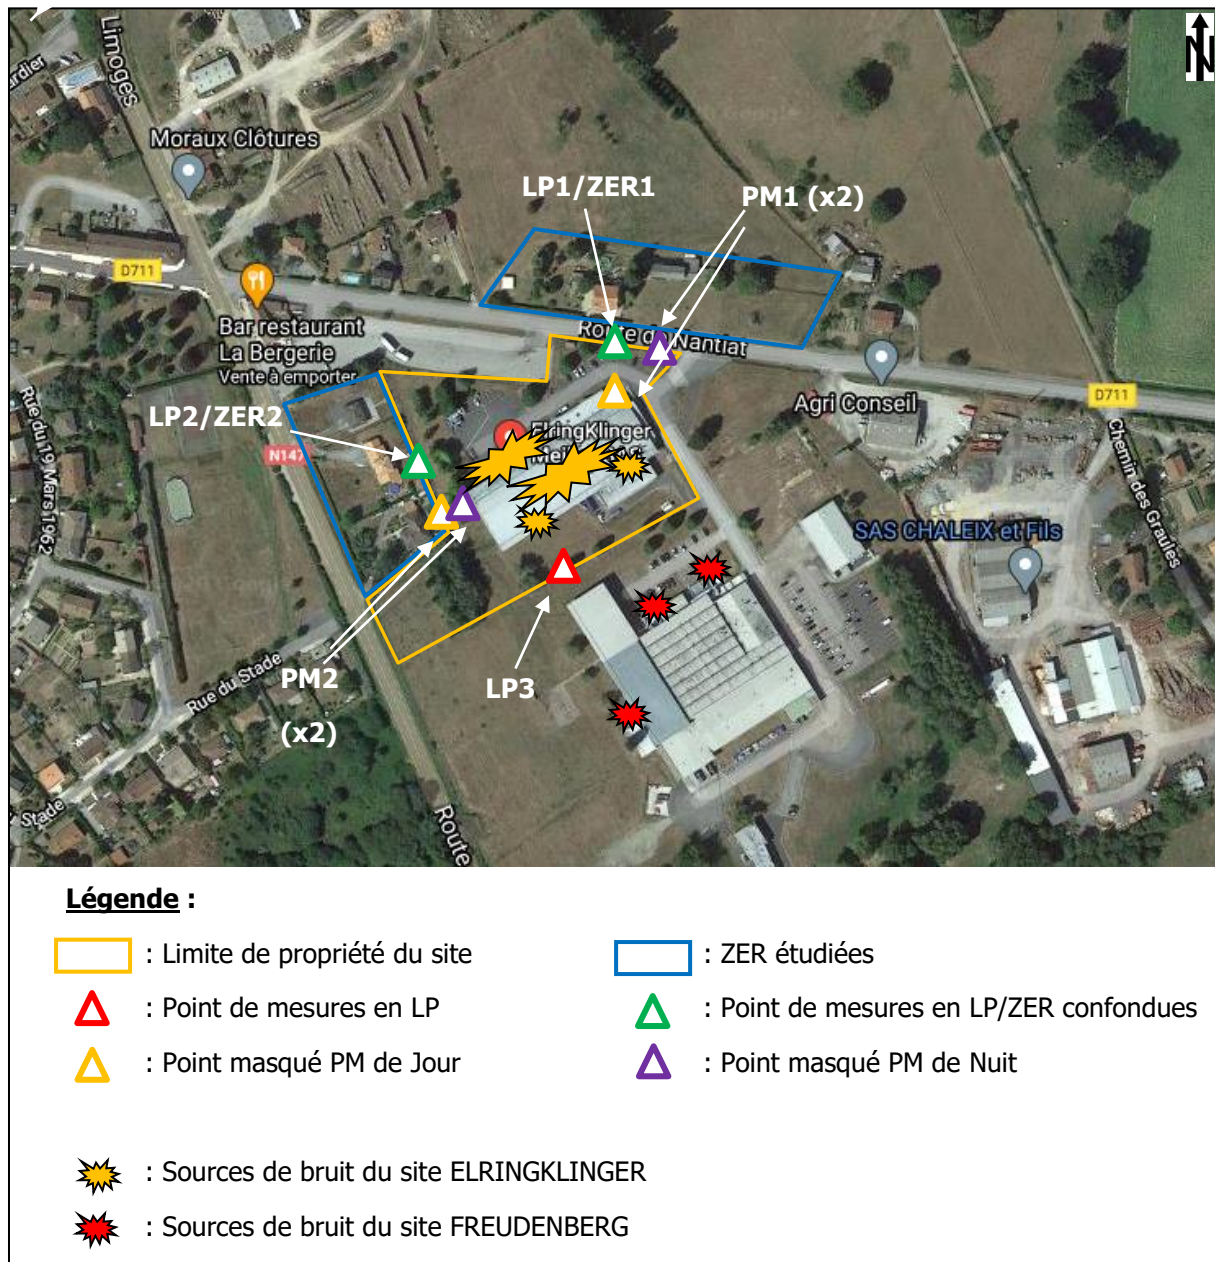 Limoges
N
Moraux Clôtures
LP1/ZER1
PM1 (x2)
D711
Bar restaurant
La Bergerie
Vente à emporter
Nantiat
LP2/ZER2
ElringKlinger
Agri Conseil
D711
Rue du 19 Mars 1962
N147
Chemin des Graules
SAS CHALEIX et Fils
Rue du Stade
PM2
(x2)
LP3
Stade
Route
Légende :
: Limite de propriété du site
: ZER étudiées
: Point de mesures en LP
: Point de mesures en LP/ZER confondues
: Point masqué PM de Jour
: Point masqué PM de Nuit
: Sources de bruit du site ELRINGKLINGER
: Sources de bruit du site FREUDENBERG